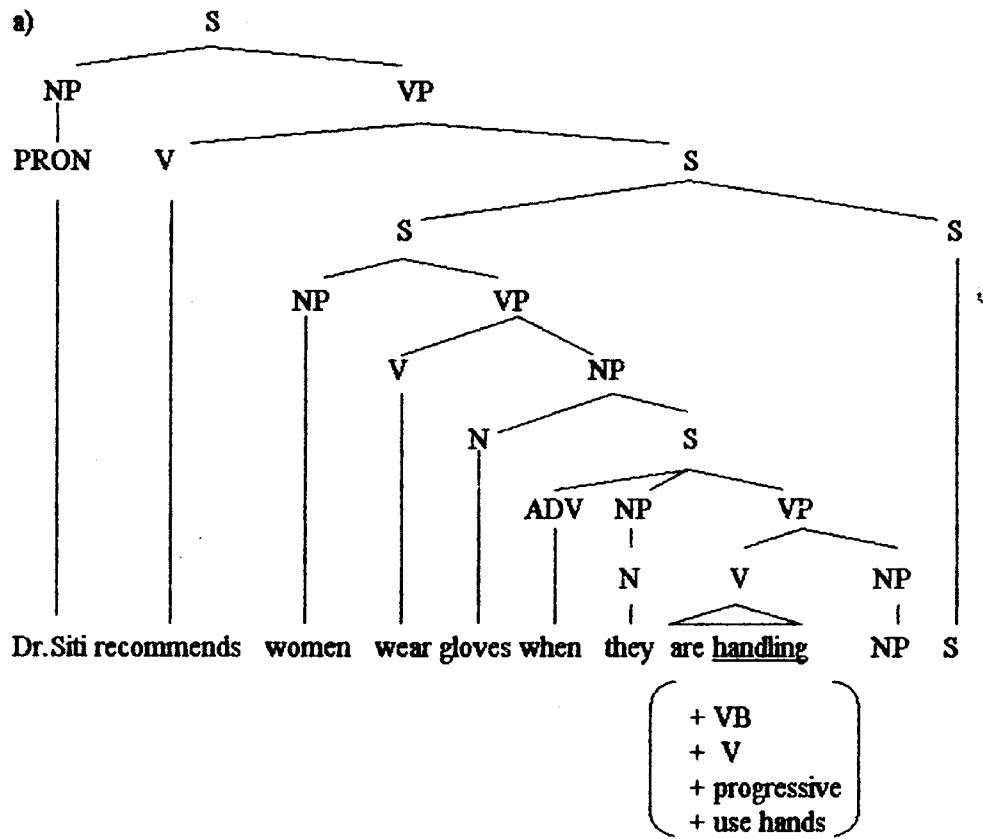 a) S
NP VP
PRON V S
S S
NP VP
V NP
N S
ADV NP VP
N V NP
Dr. Siti recommends women wear gloves when they are handling NP S
+ VB
+ V
+ progressive
+ use hands